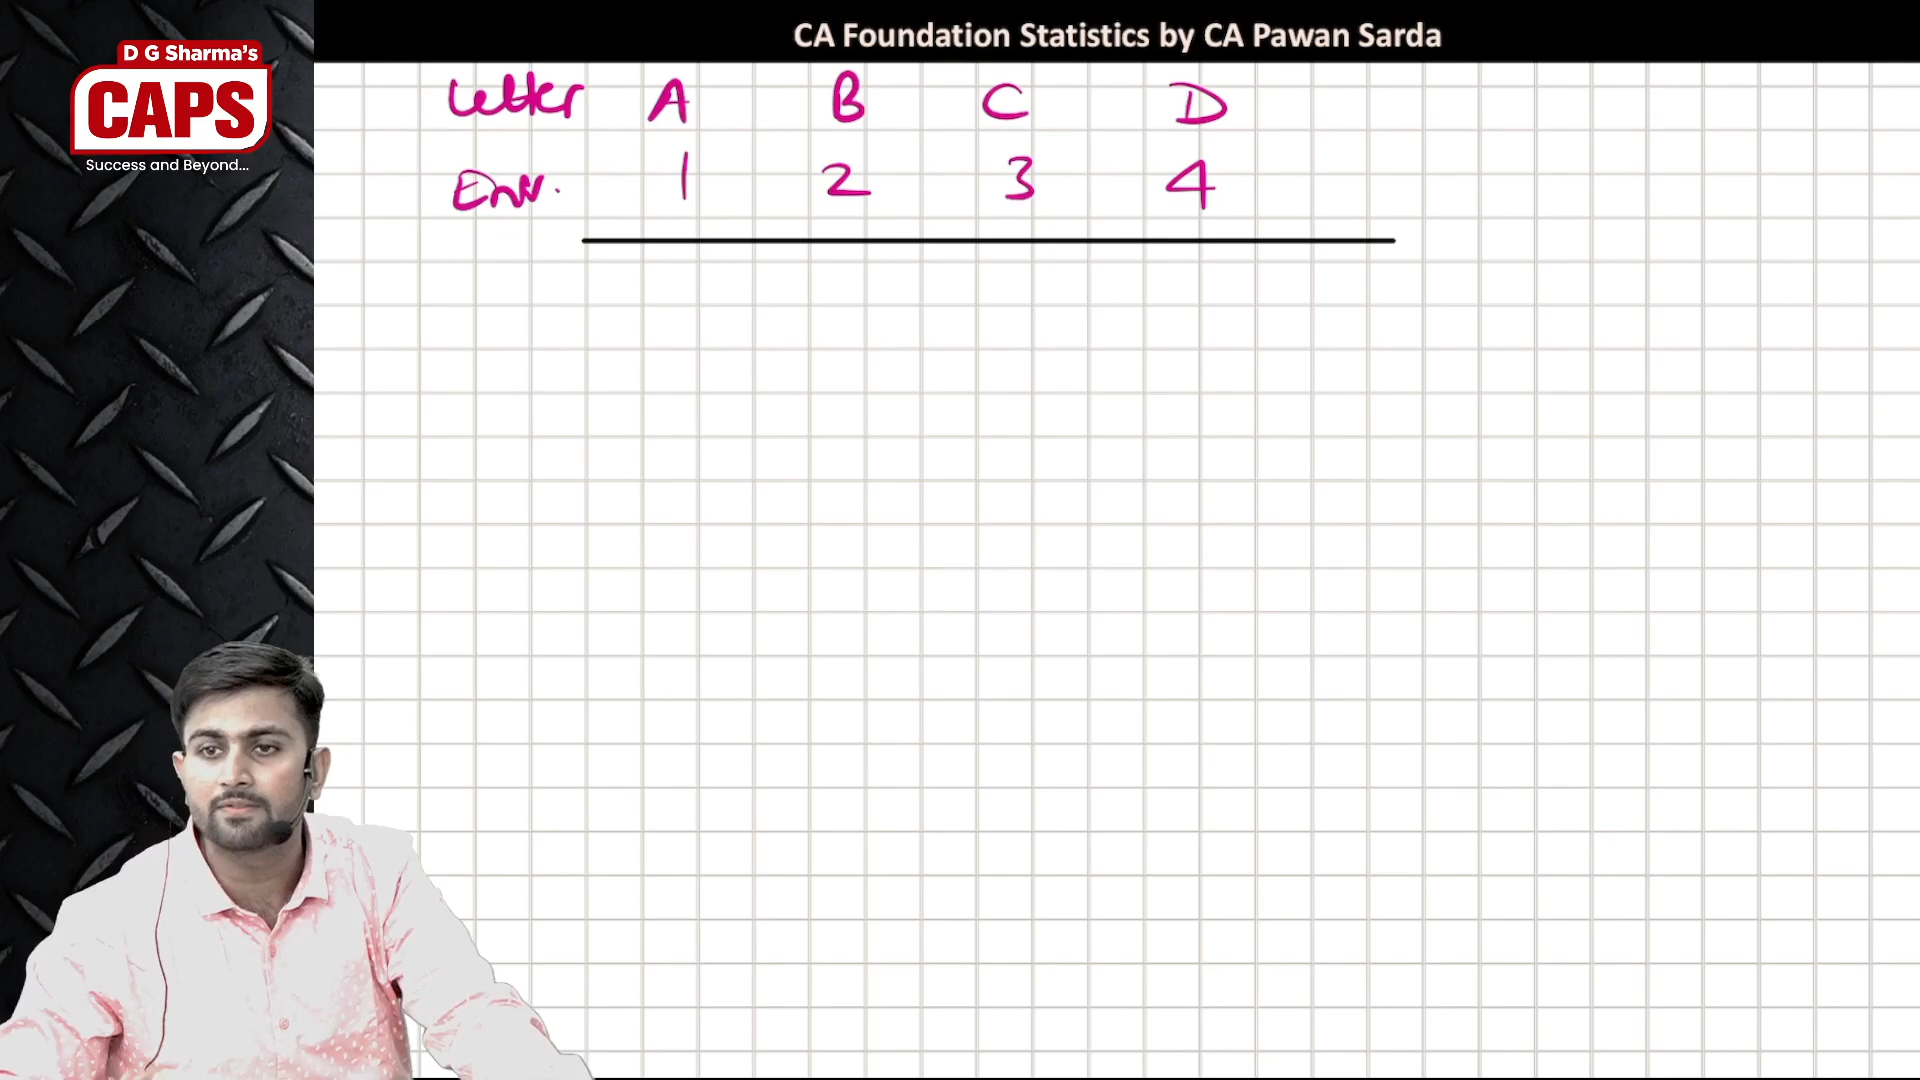 CA Foundation Statistics by CA Pawan Sarda
D G Sharma's
CAPS
Success and Beyond...
Letter A B C D
Env. 1 2 3 4